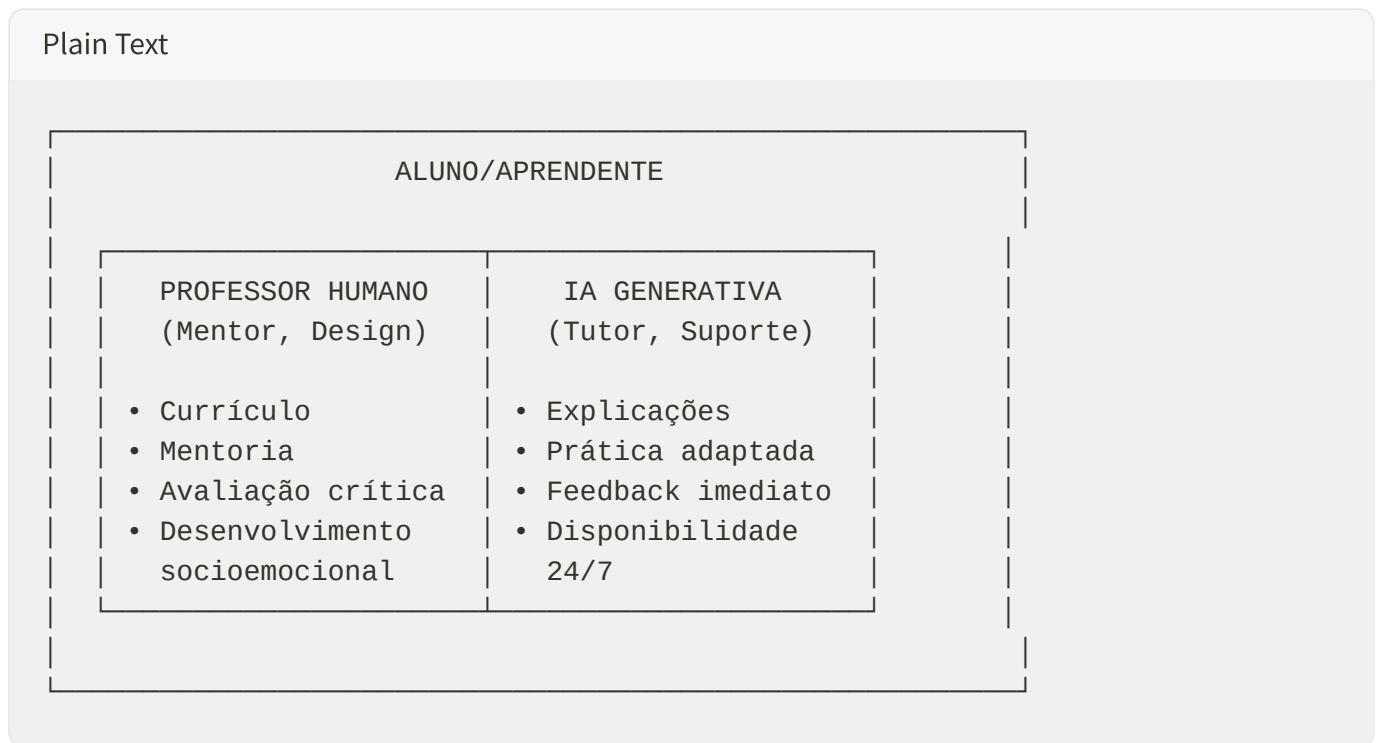 Plain Text
ALUNO/APRENDENTE
PROFESSOR HUMANO IA GENERATIVA
(Mentor, Design) (Tutor, Suporte)
• Currículo • Explicações
• Mentoria • Prática adaptada
• Avaliação crítica • Feedback imediato
• Desenvolvimento • Disponibilidade
socioemocional 24/7